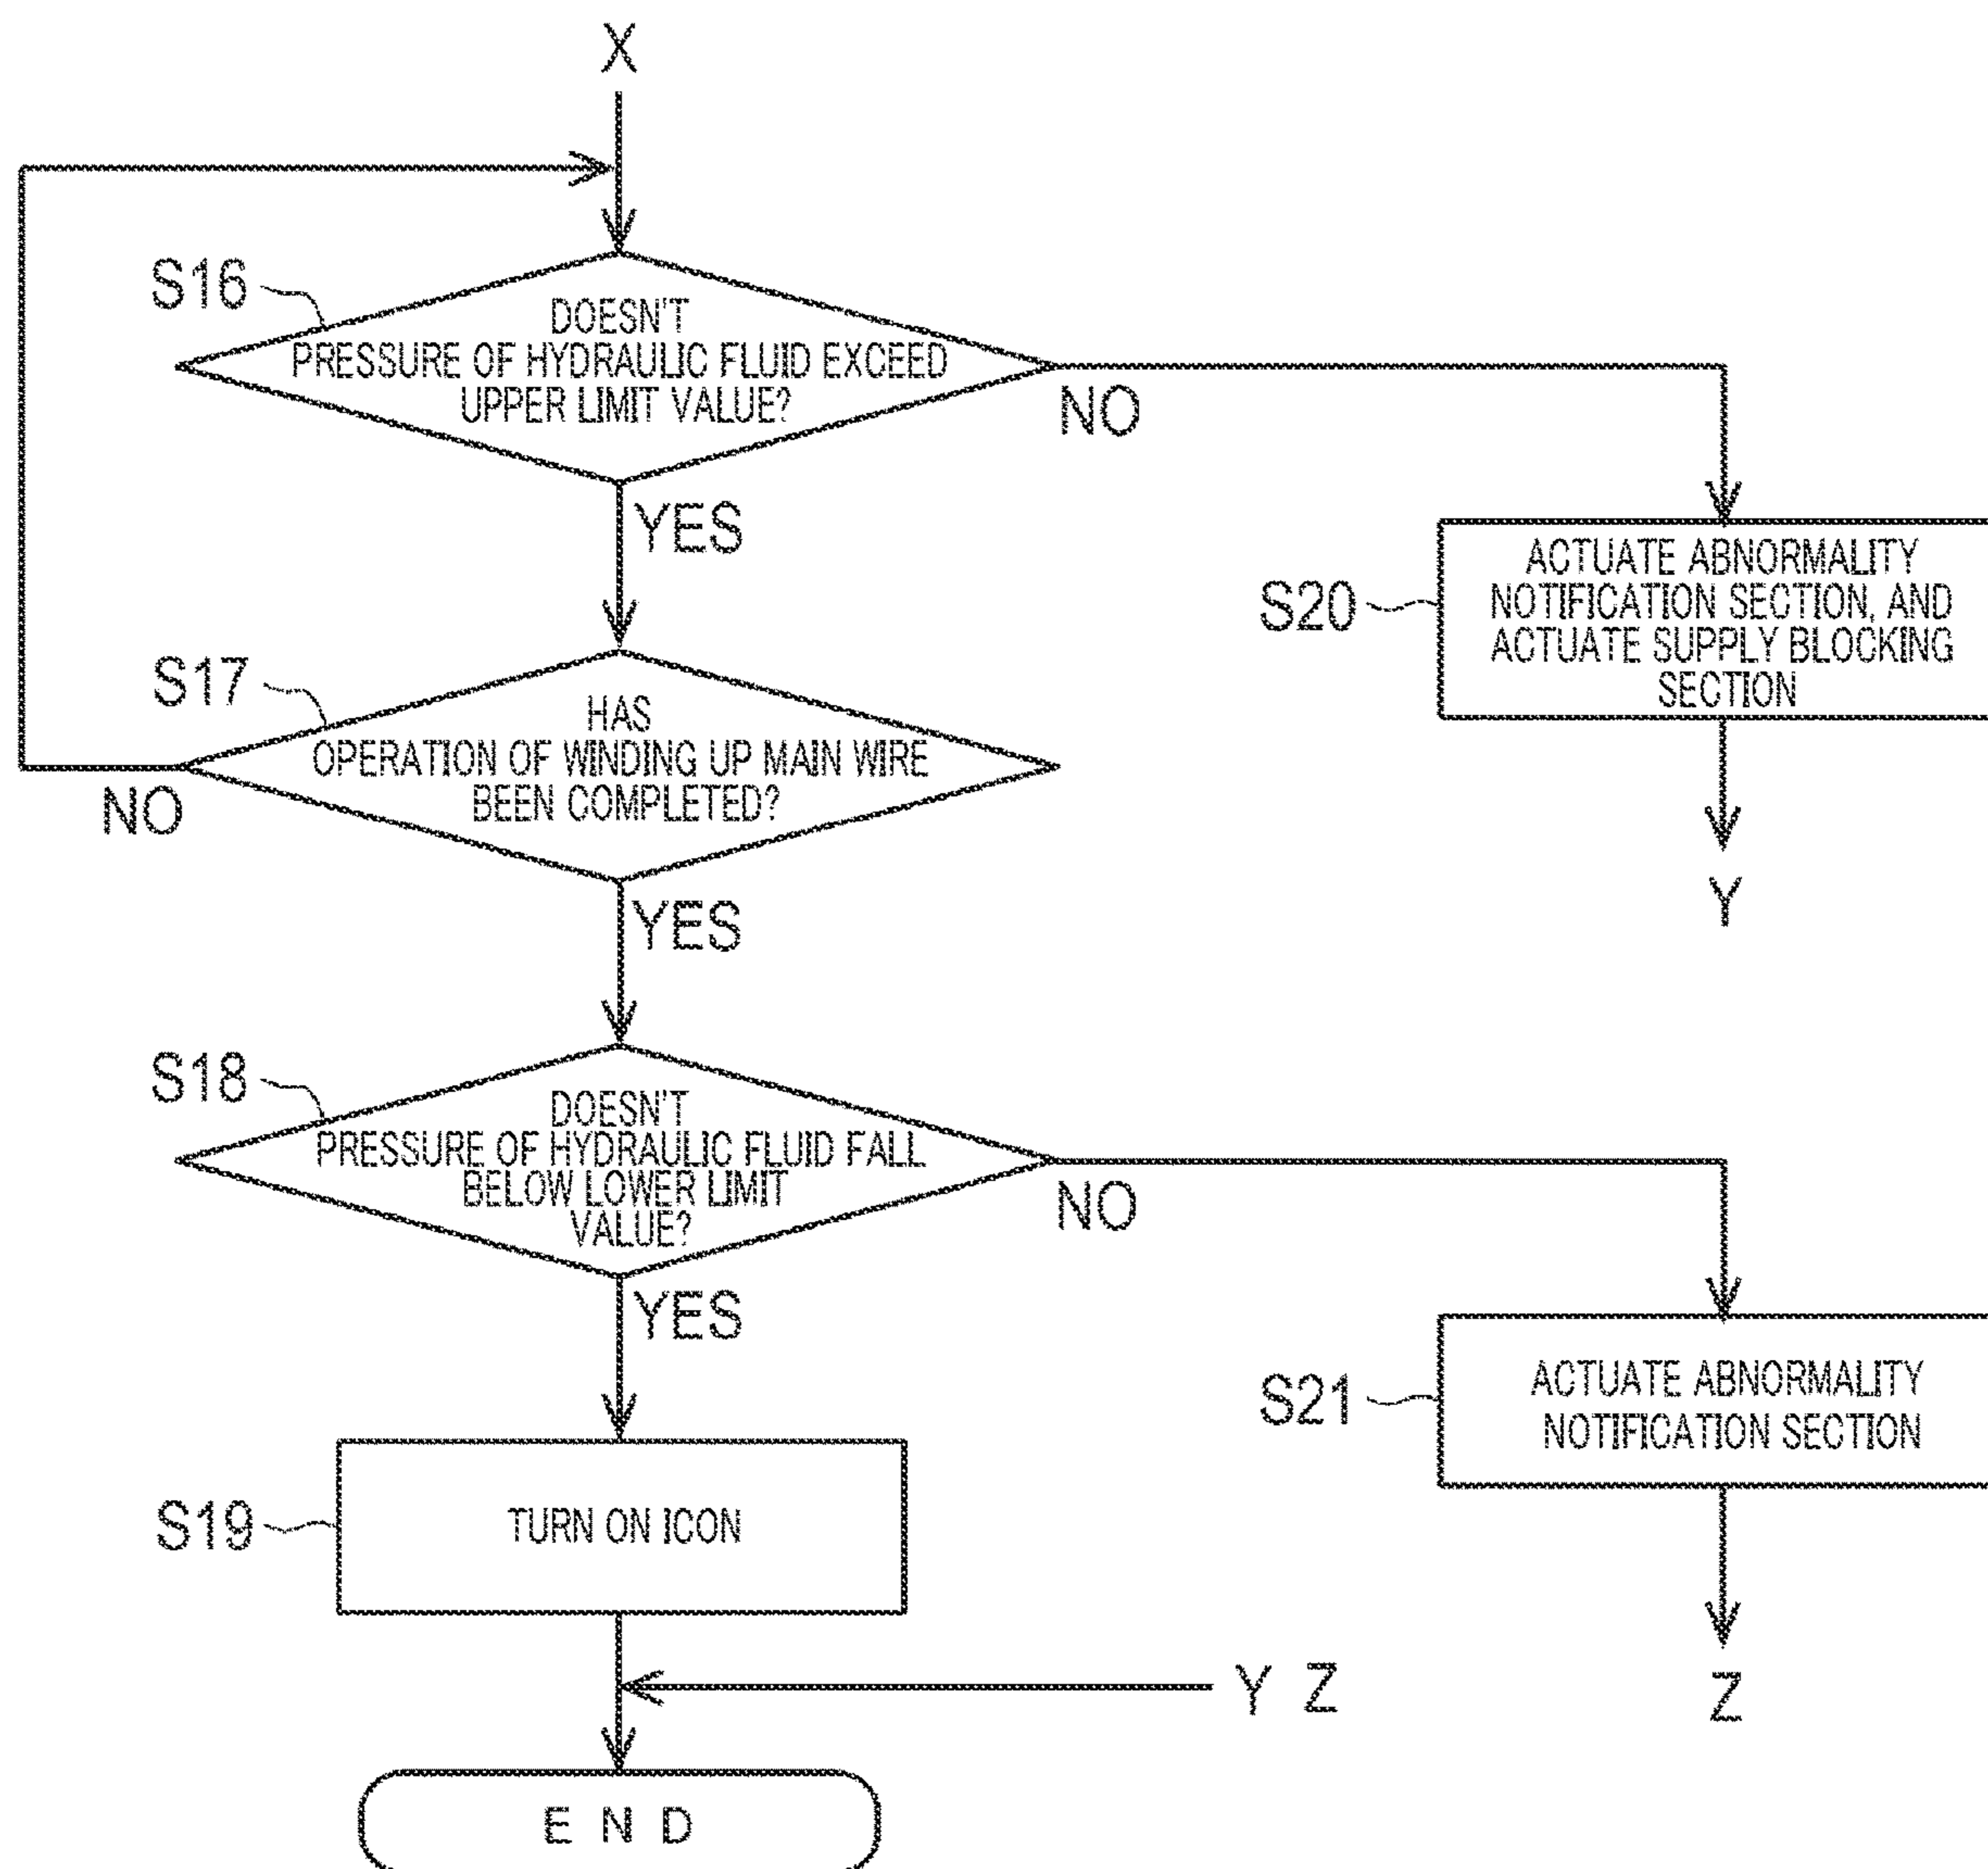 X
S16
DOESN'T
PRESSURE OF HYDRAULIC FLUID EXCEED
UPPER LIMIT VALUE?
NO
YES
S20
ACTUATE ABNORMALITY
NOTIFICATION SECTION, AND
ACTUATE SUPPLY BLOCKING
SECTION
Y
S17
HAS
OPERATION OF WINDING UP MAIN WIRE
BEEN COMPLETED?
NO
YES
S18
DOESN'T
PRESSURE OF HYDRAULIC FLUID FALL
BELOW LOWER LIMIT
VALUE?
NO
YES
S21
ACTUATE ABNORMALITY
NOTIFICATION SECTION
Z
S19
TURN ON ICON
Y Z
END